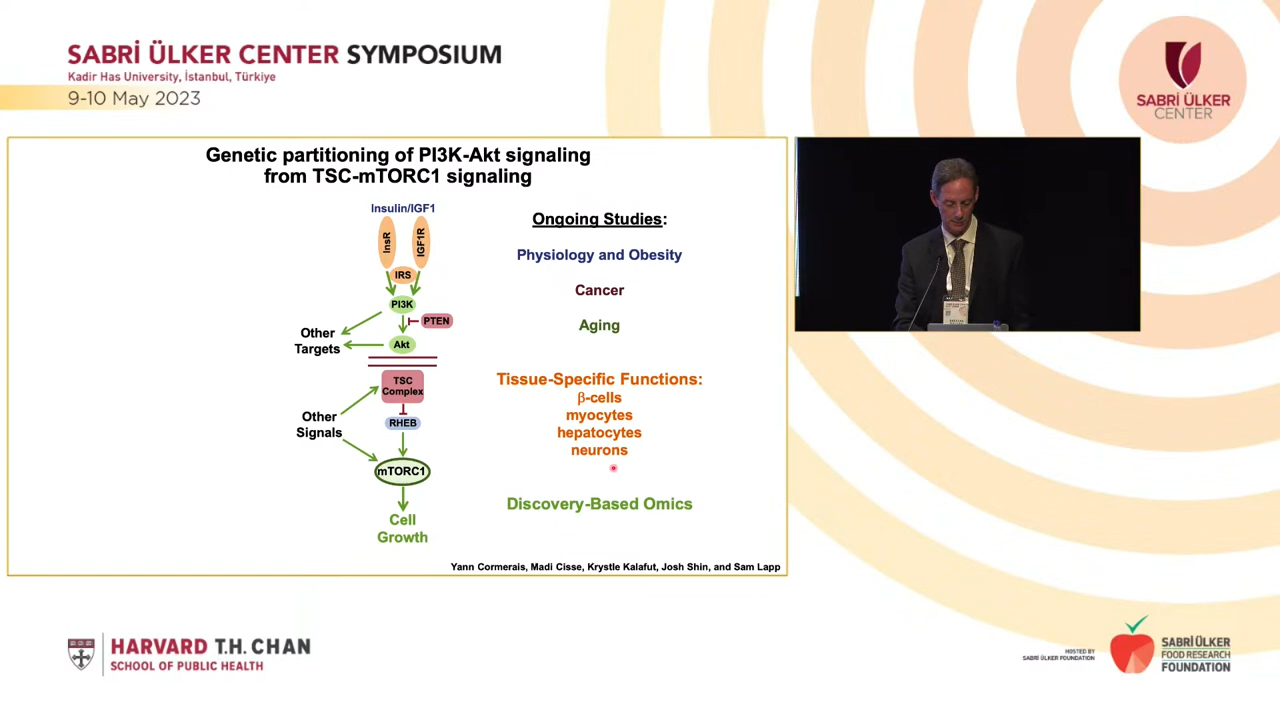 SABRİ ÜLKER CENTER SYMPOSIUM
Kadir Has University, İstanbul, Türkiye
9-10 May 2023
SABRİ ÜLKER
CENTER
Genetic partitioning of PI3K-Akt signaling
from TSC-mTORC1 signaling
Insulin/IGF1
InsR
IGF1R
IRS
PI3K
PTEN
Other
Targets
Akt
TSC
Complex
Other
Signals
RHEB
mTORC1
Cell
Growth
Ongoing Studies:
Physiology and Obesity
Cancer
Aging
Tissue-Specific Functions:
β-cells
myocytes
hepatocytes
neurons
Discovery-Based Omics
Yann Cormerais, Madi Cisse, Krystle Kalafut, Josh Shin, and Sam Lapp
HARVARD T.H. CHAN
SCHOOL OF PUBLIC HEALTH
HOSTED BY
SABRİ ÜLKER FOUNDATION
SABRİ ÜLKER
FOOD RESEARCH
FOUNDATION